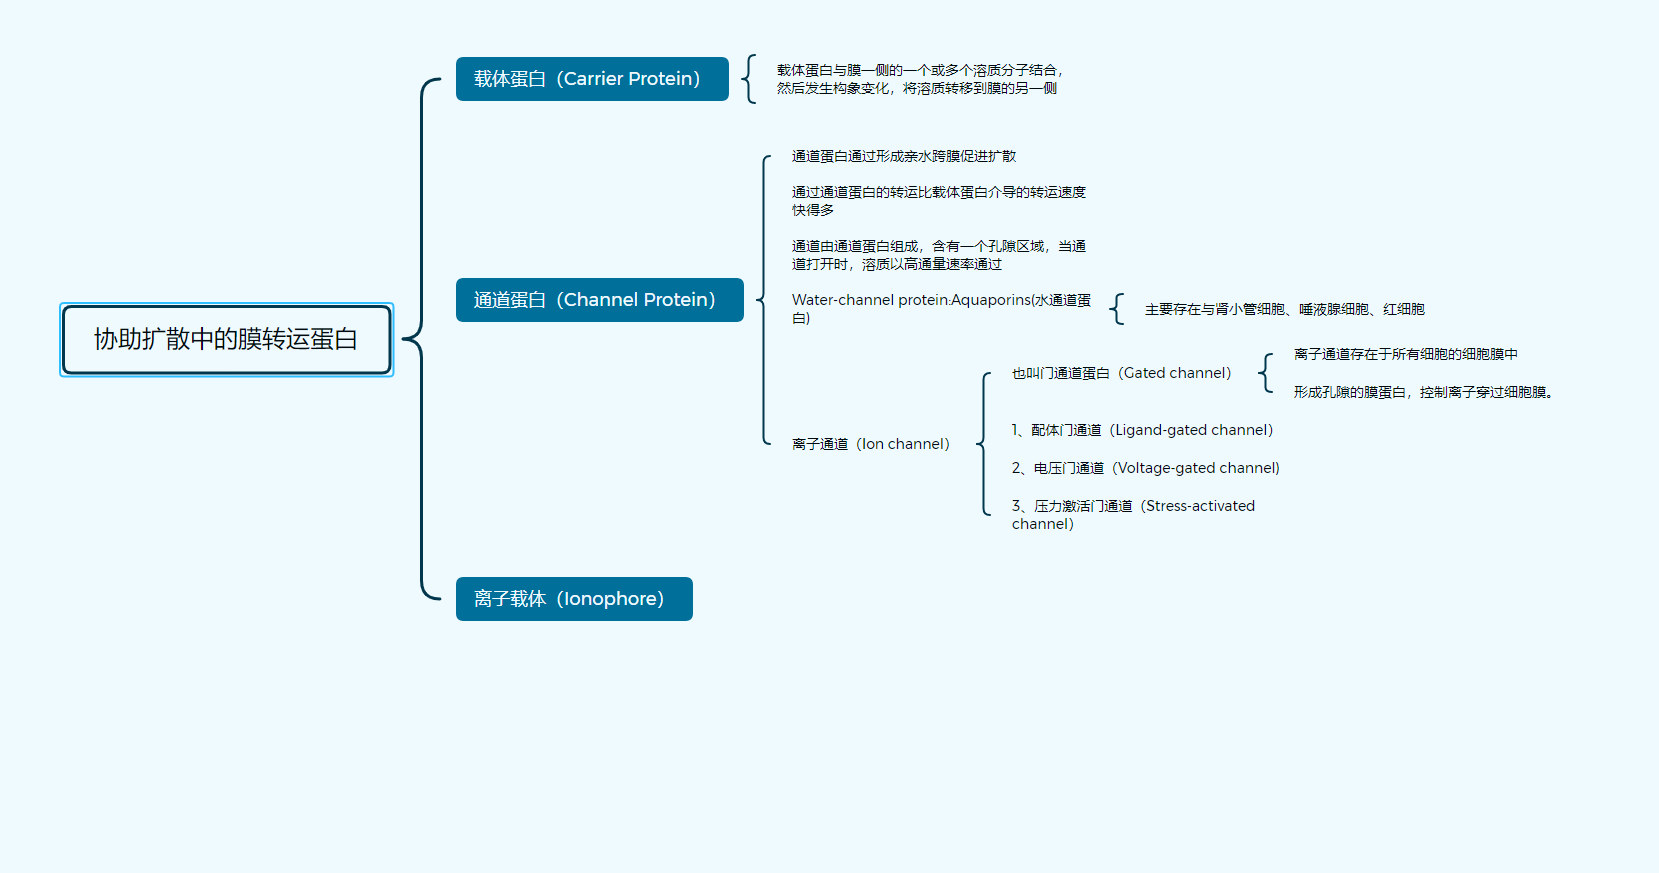 协助扩散中的膜转运蛋白
载体蛋白（Carrier Protein）
载体蛋白与膜一侧的一个或多个溶质分子结合，
然后发生构象变化，将溶质转移到膜的另一侧
通道蛋白（Channel Protein）
通道蛋白通过形成亲水跨膜促进扩散
通过通道蛋白的转运比载体蛋白介导的转运速度
快得多
通道由通道蛋白组成，含有一个孔隙区域，当通
道打开时，溶质以高通量速率通过
Water-channel protein:Aquaporins(水通道蛋
白)
主要存在与肾小管细胞、唾液腺细胞、红细胞
离子通道（Ion channel）
也叫门通道蛋白（Gated channel）
离子通道存在于所有细胞的细胞膜中
形成孔隙的膜蛋白，控制离子穿过细胞膜。
1、配体门通道（Ligand-gated channel）
2、电压门通道（Voltage-gated channel)
3、压力激活门通道（Stress-activated
channel）
离子载体（Ionophore）